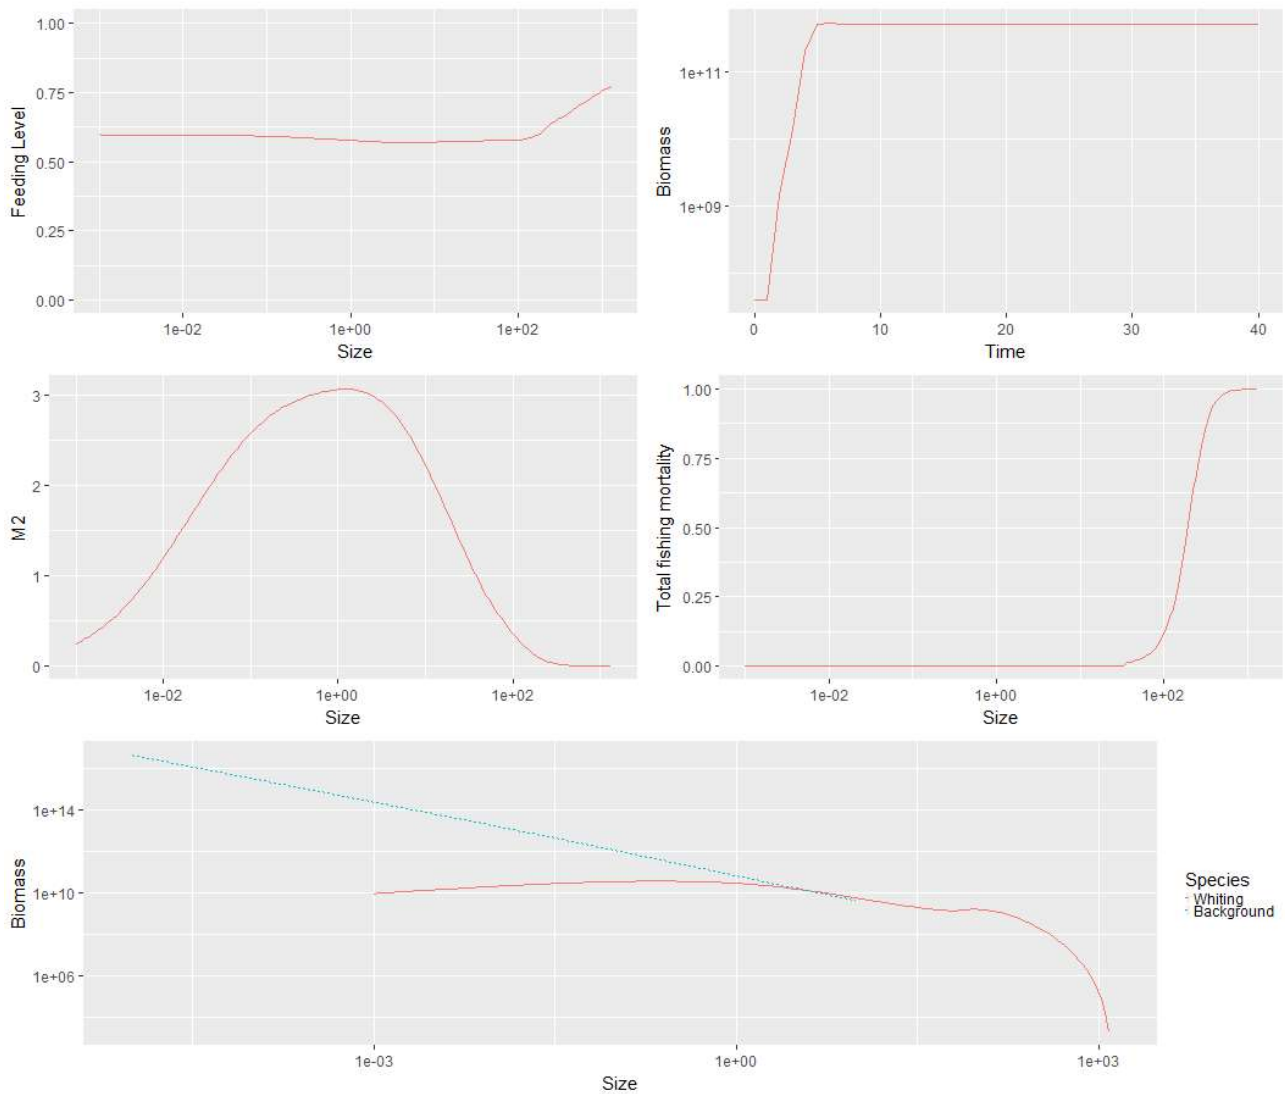 1.00
0.75
0.50
0.25
0.00
Feeding Level
1e-02
1e+00
1e+02
Size
1e+11
1e+09
Biomass
0
10
20
30
40
Time
3
2
1
0
M2
1e-02
1e+00
1e+02
Size
1.00
0.75
0.50
0.25
0.00
Total fishing mortality
1e-02
1e+00
1e+02
Size
1e+14
1e+10
1e+06
Biomass
1e-03
1e+00
1e+03
Size
Species
Whiting
Background